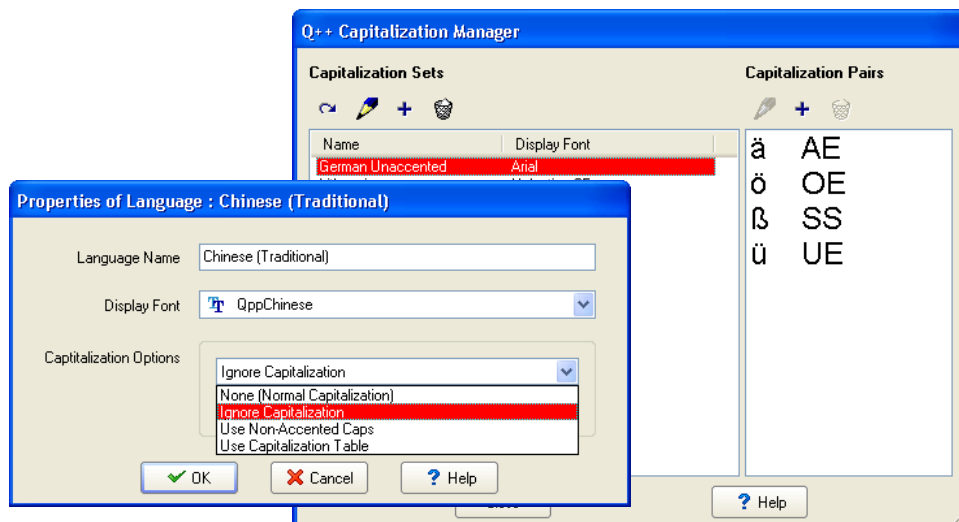 Q++ Capitalization Manager
Capitalization Sets
Capitalization Pairs
Name Display Font
German Unaccented Arial
ä AE
ö OE
ß SS
ü UE
Help
Properties of Language : Chinese (Traditional)
Language Name Chinese (Traditional)
Display Font QppChinese
Captitalization Options
Ignore Capitalization
None (Normal Capitalization)
Ignore Capitalization
Use Non-Accented Caps
Use Capitalization Table
OK Cancel Help